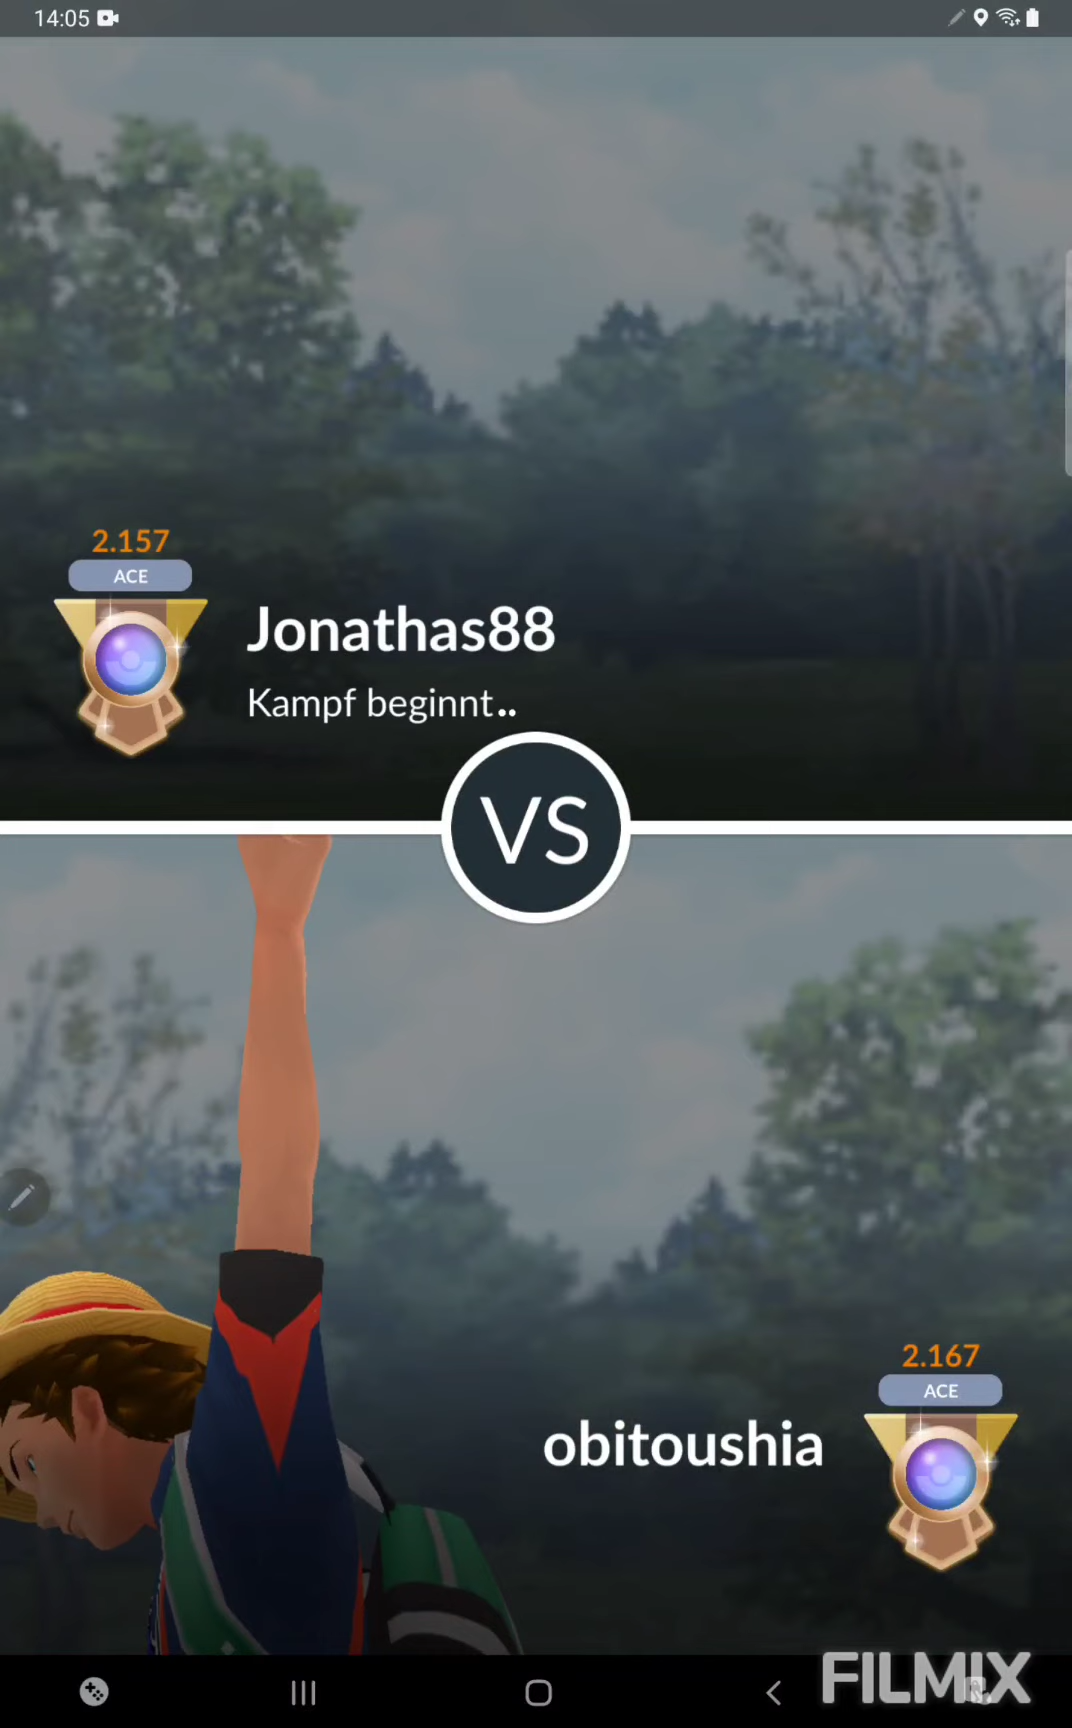 14:05
2.157
ACE
Jonathas88
Kampf beginnt..
VS
2.167
ACE
obitoushia
FILMIX